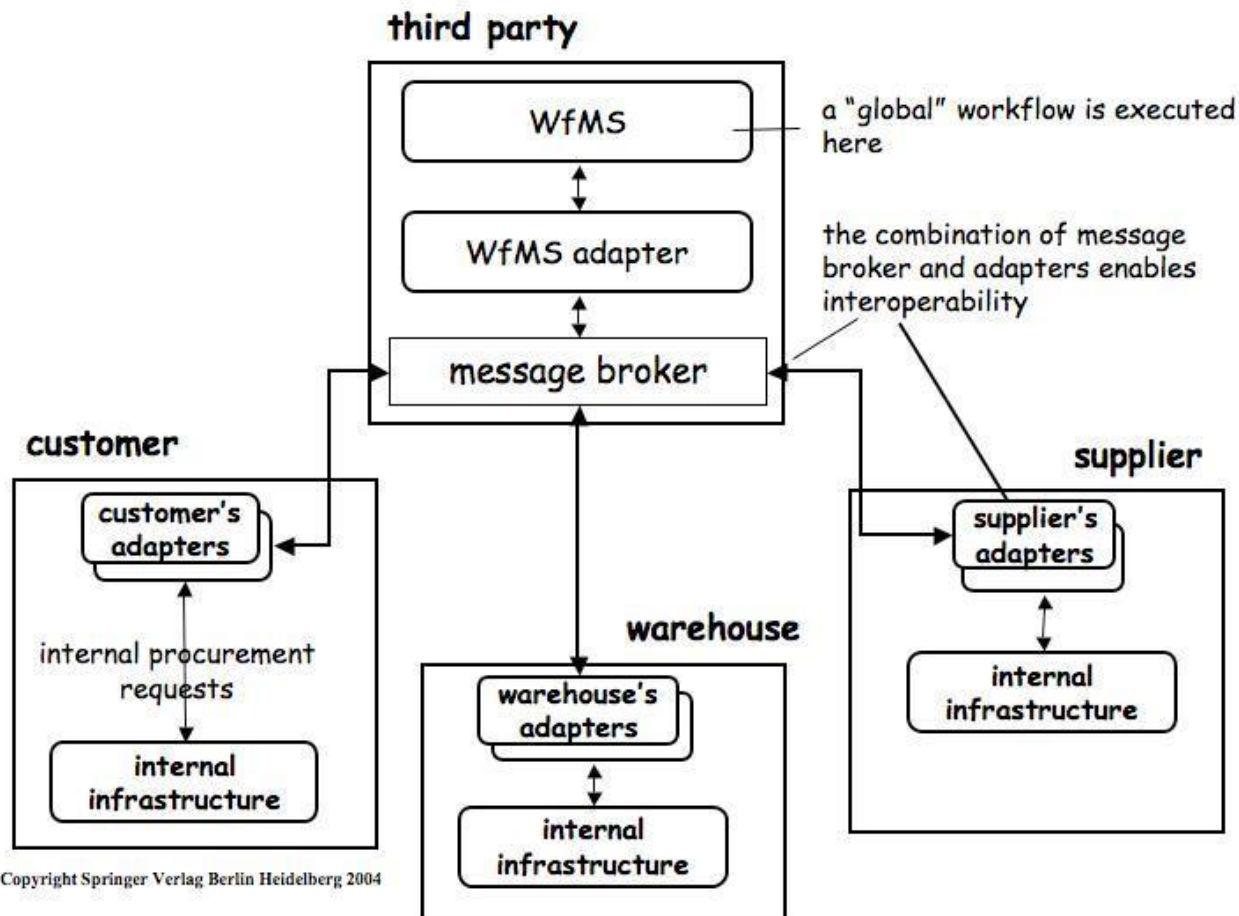 third party
WfMS
a “global” workflow is executed
here
WfMS adapter
the combination of message
broker and adapters enables
interoperability
message broker
customer
customer's
adapters
internal procurement
requests
internal
infrastructure
warehouse
warehouse's
adapters
internal
infrastructure
supplier
supplier's
adapters
internal
infrastructure
Copyright Springer Verlag Berlin Heidelberg 2004